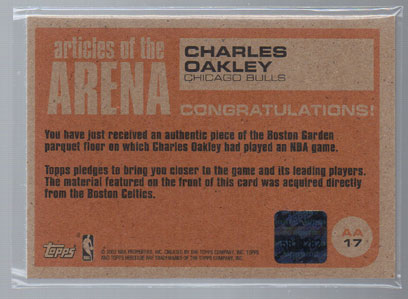 articles of the
ARENA
CHARLES
OAKLEY
CHICAGO BULLS
CONGRATULATIONS!
You have just received an authentic piece of the Boston Garden
parquet floor on which Charles Oakley had played an NBA game.
Topps pledges to bring you closer to the game and its leading players.
The material featured on the front of this card was acquired directly
from the Boston Celtics.
Topps
AA
17